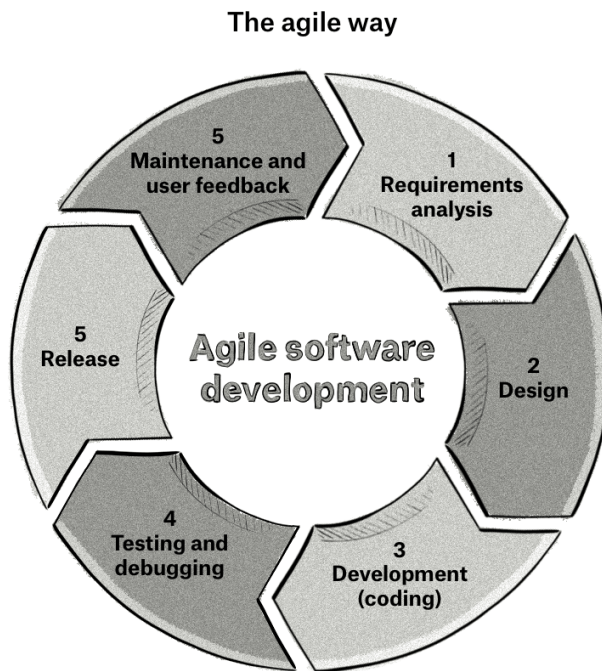 The agile way
5
Maintenance and
user feedback
1
Requirements
analysis
5
Release
Agile software
development
2
Design
4
Testing and
debugging
3
Development
(coding)